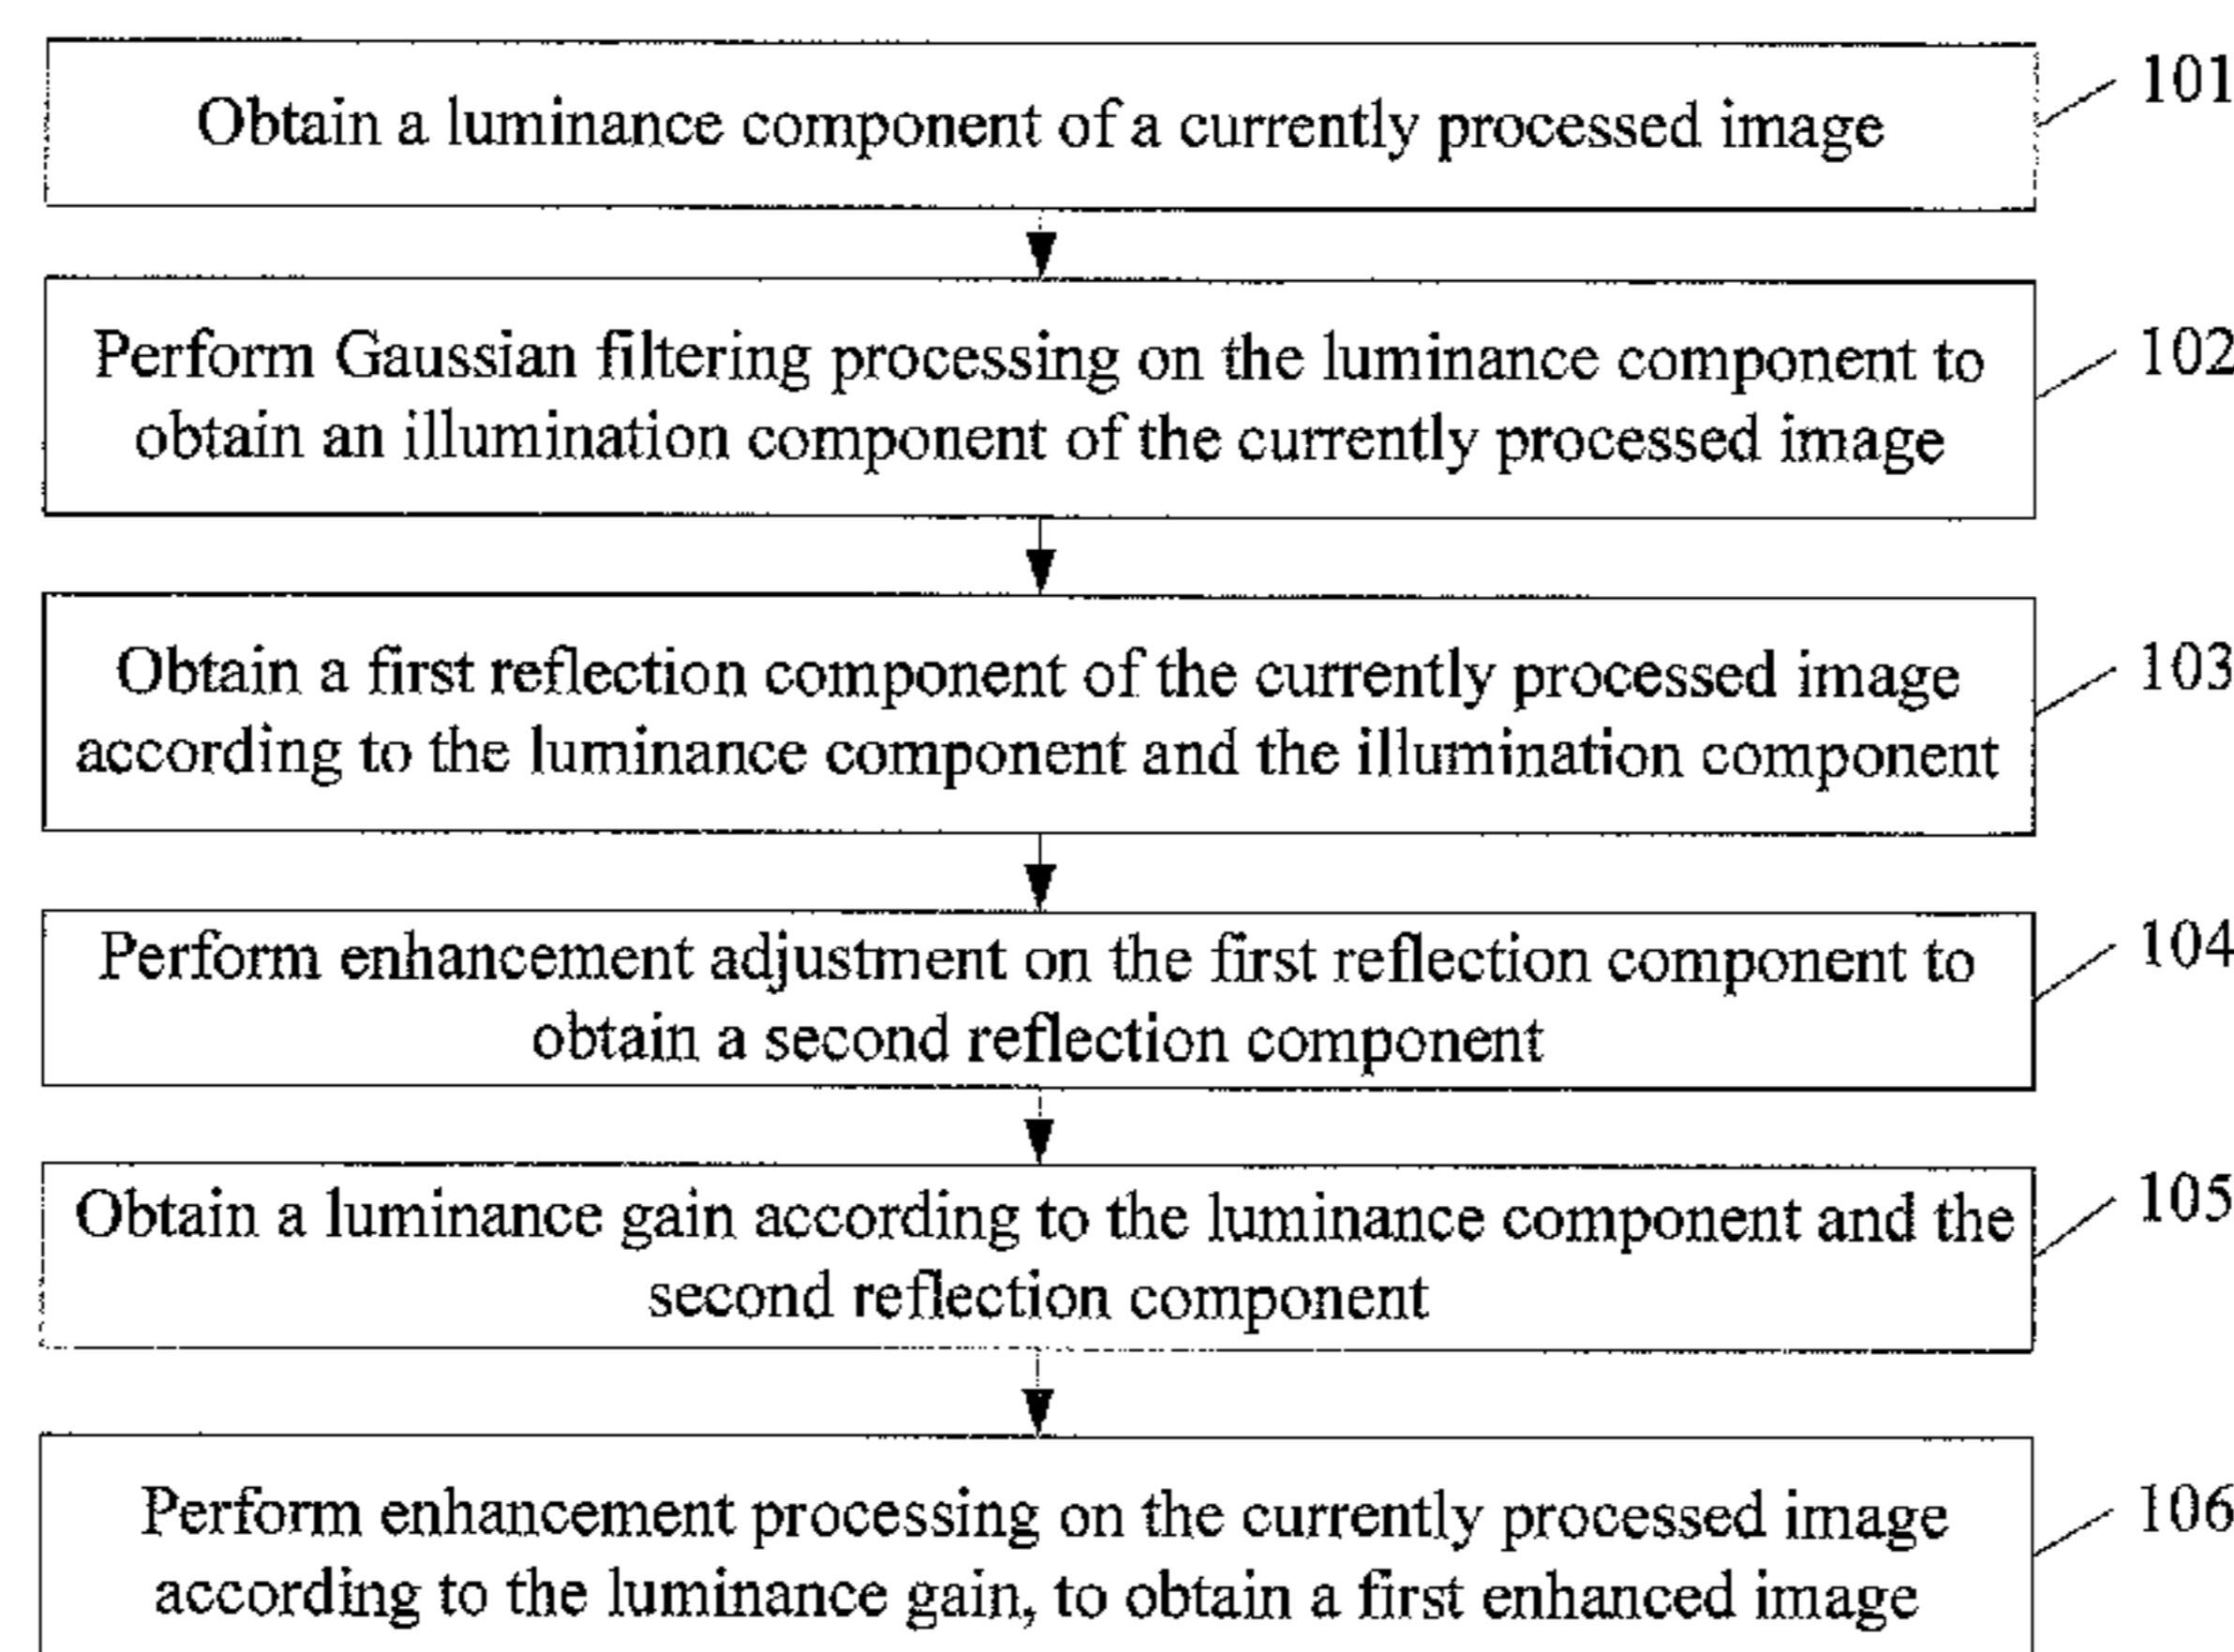 Obtain a luminance component of a currently processed image
101
Perform Gaussian filtering processing on the luminance component to
obtain an illumination component of the currently processed image
102
Obtain a first reflection component of the currently processed image
according to the luminance component and the illumination component
103
Perform enhancement adjustment on the first reflection component to
obtain a second reflection component
104
Obtain a luminance gain according to the luminance component and the
second reflection component
105
Perform enhancement processing on the currently processed image
according to the luminance gain, to obtain a first enhanced image
106